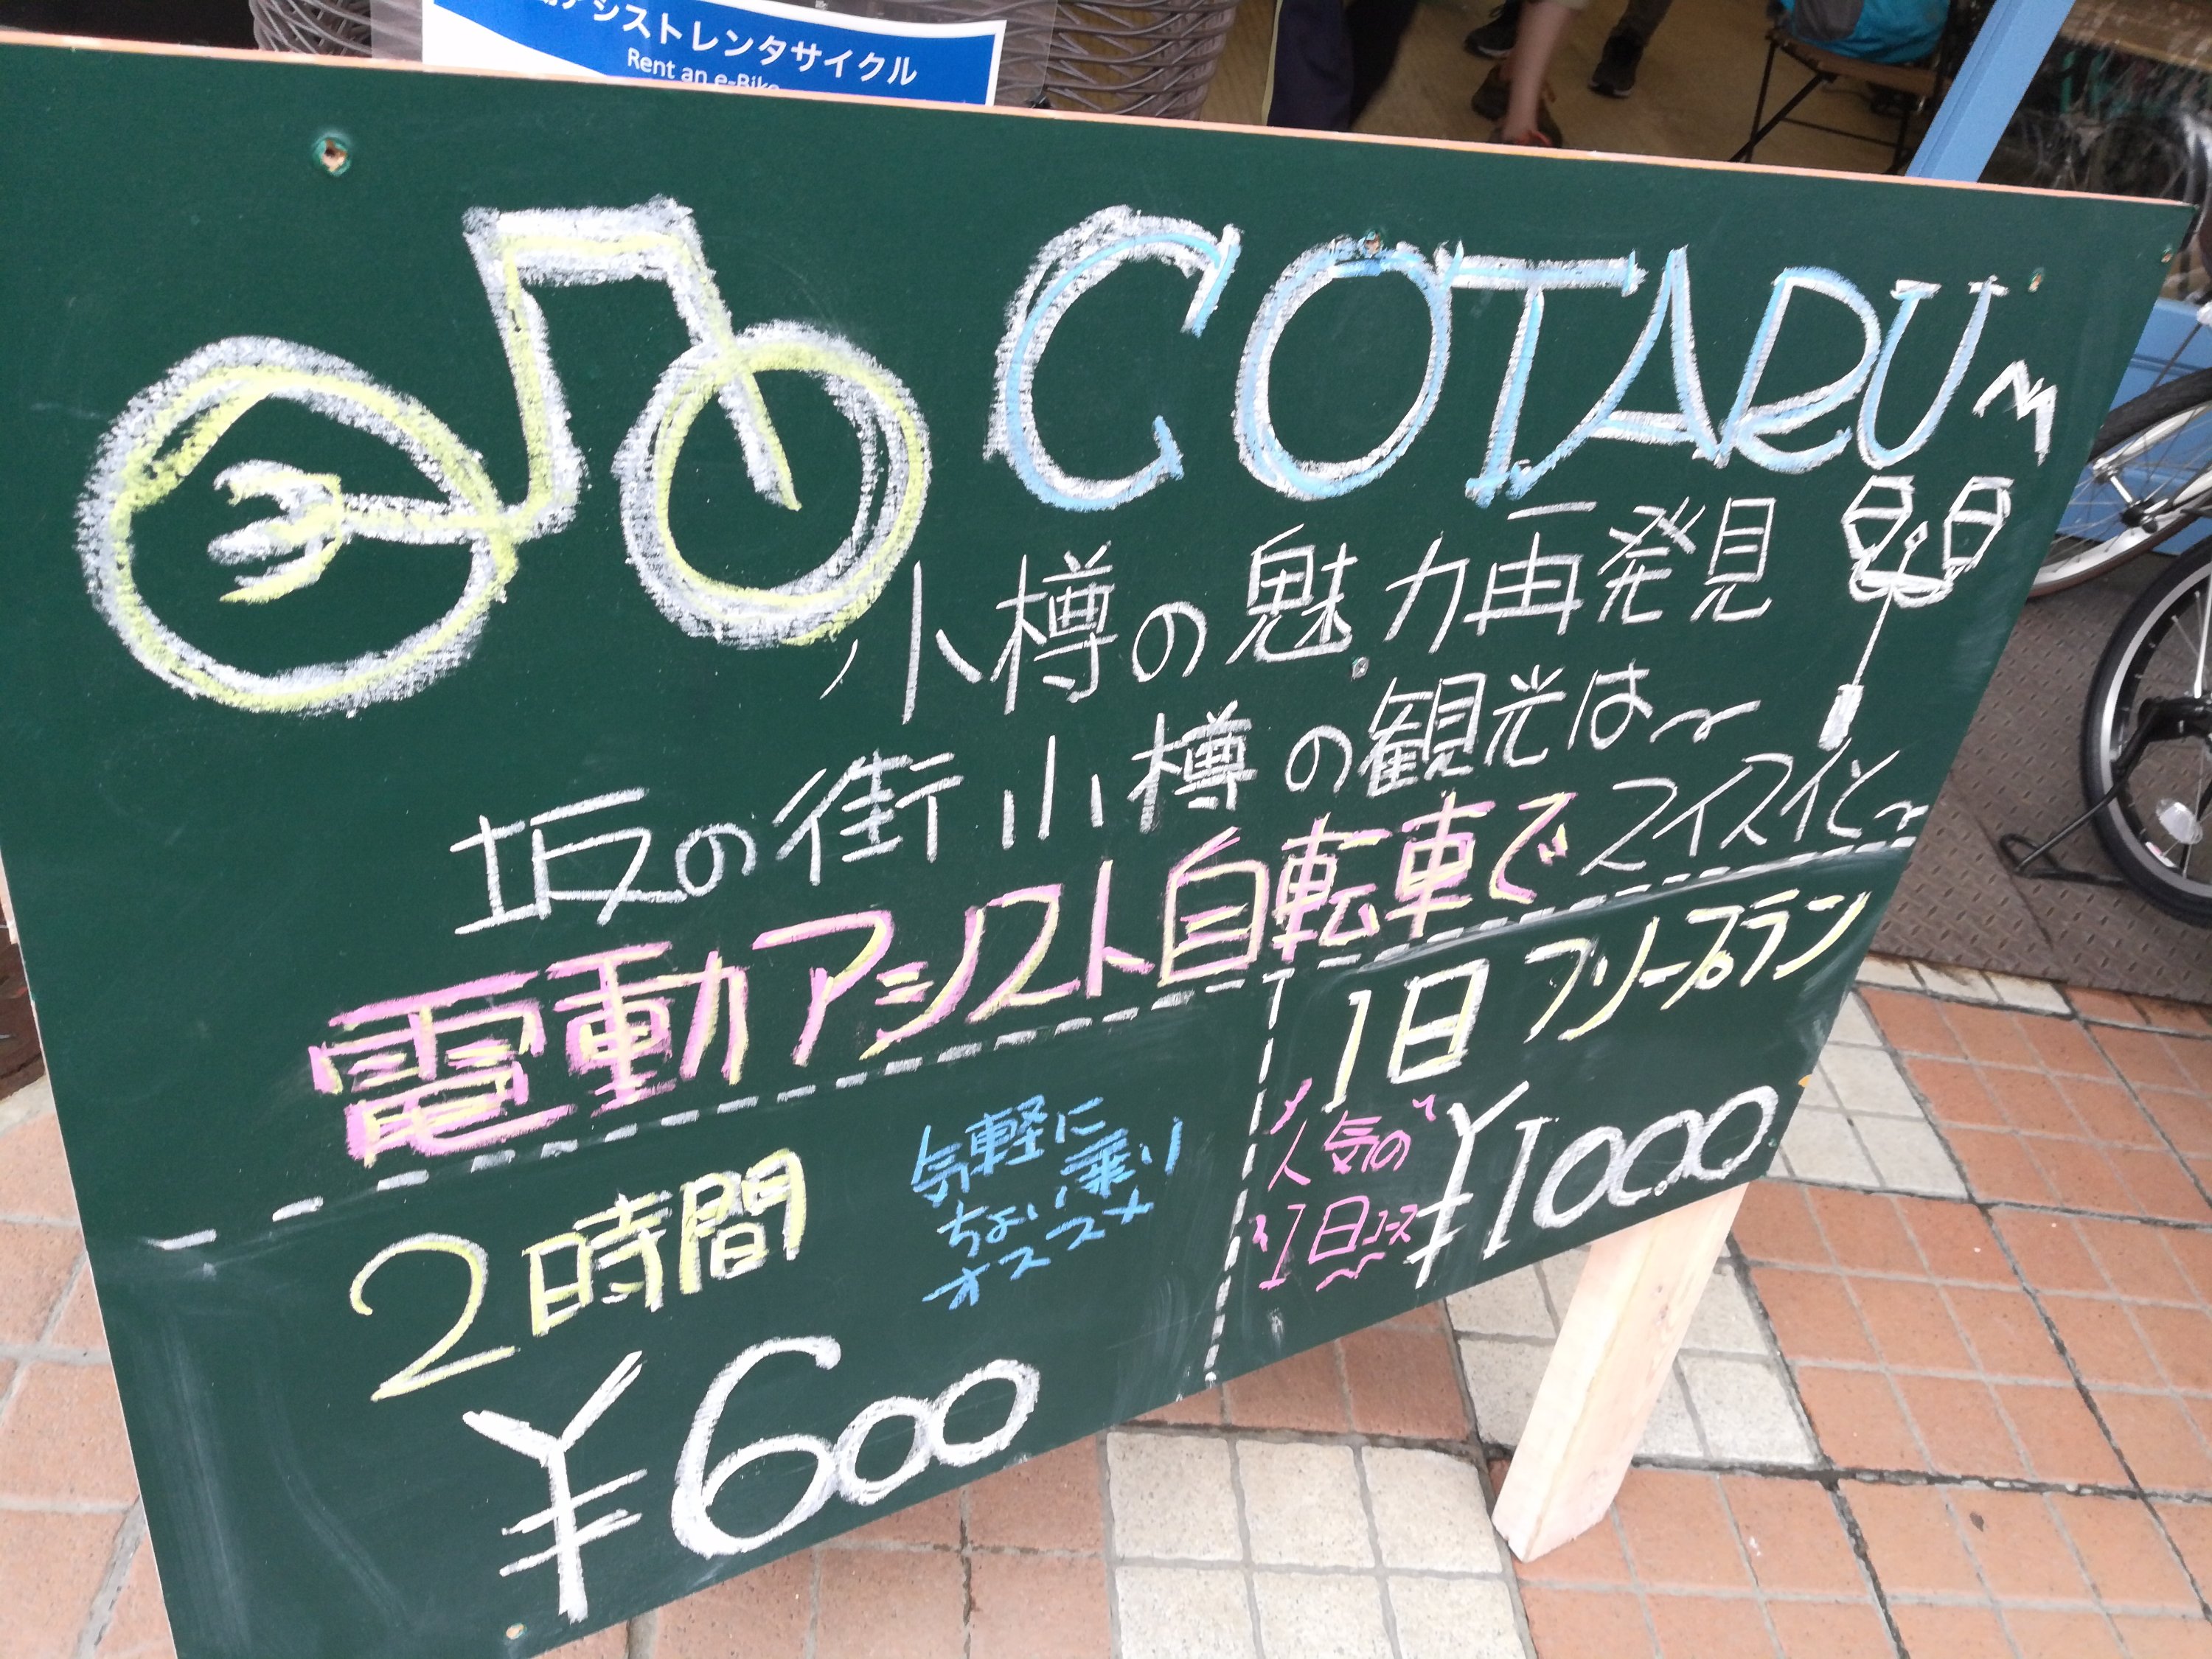 アシストレンタサイクル
Rent an e-Bike
COTARU
小樽の魅力再発見
坂の街小樽の観光は～
電動アシスト自転車でスイスイと～
2時間
気軽に
ちょい乗り
オススメ
¥600
1日フリープラン
人気の
1日コース
¥1000